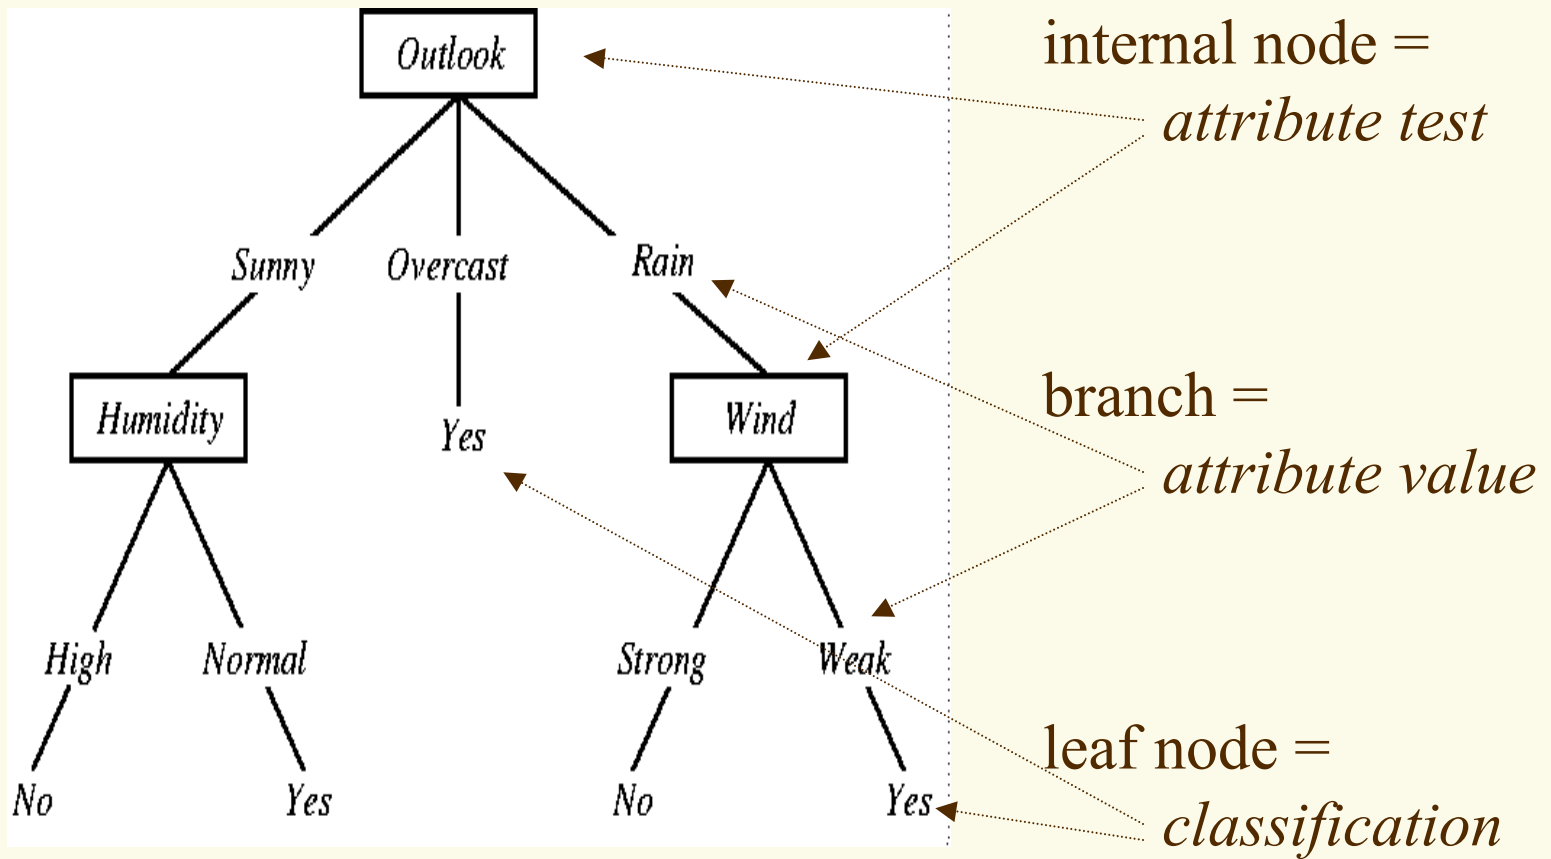 Outlook
internal node =
attribute test
Sunny Overcast Rain
Humidity Yes Wind
branch =
attribute value
High Normal Strong Weak
leaf node =
No Yes No Yes
classification